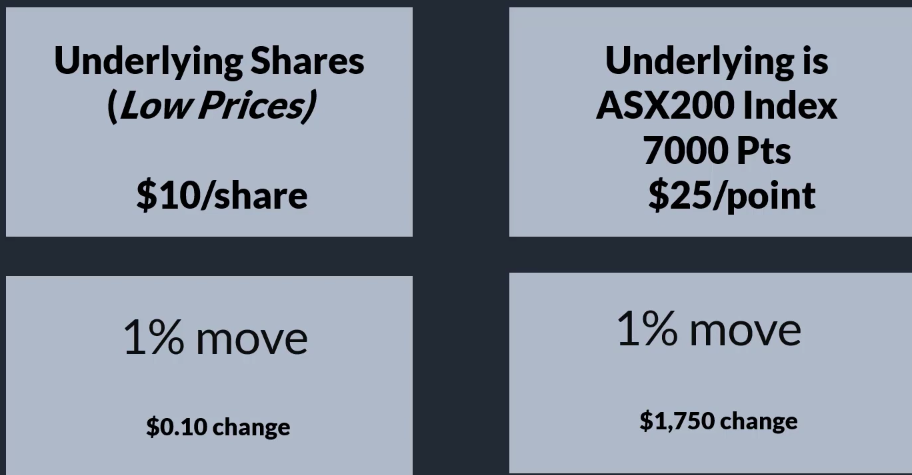 Underlying Shares
(Low Prices)
$10/share
Underlying is
ASX200 Index
7000 Pts
$25/point
1% move
$0.10 change
1% move
$1,750 change